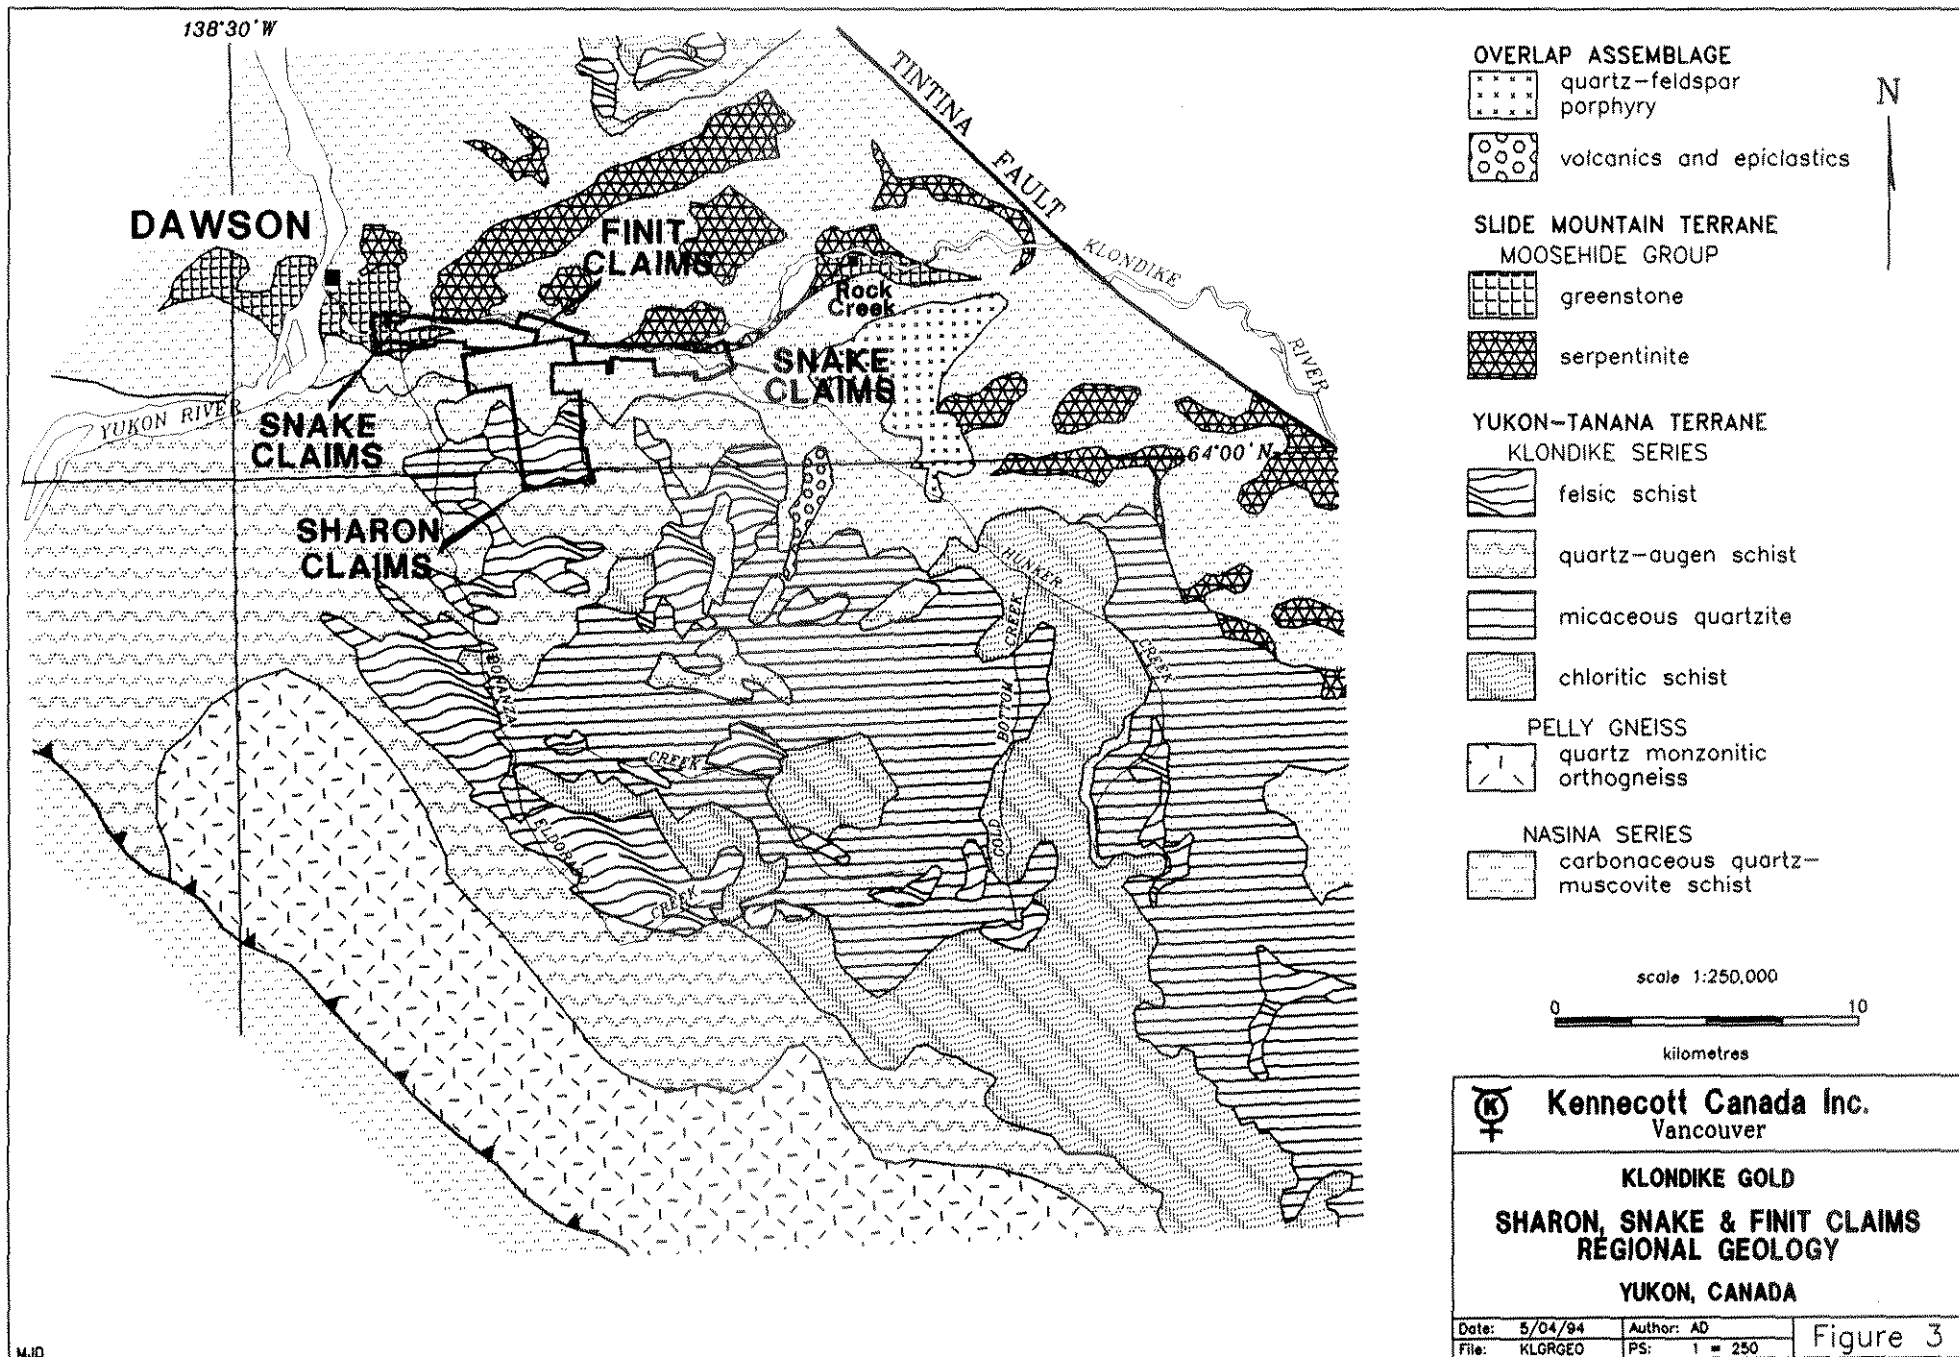 138°30'W
TINTINA FAULT
DAWSON
FINIT
CLAIMS
Rock
Creek
KLONDIKE RIVER
SNAKE
CLAIMS
YUKON RIVER
SNAKE
CLAIMS
64°00'N
SHARON
CLAIMS
HUNKER CREEK
GOLD BOTTOM CREEK
BONANZA CREEK
ELDORADO CREEK
OVERLAP ASSEMBLAGE
quartz-feldspar
porphyry
volcanics and epiclastics
N
SLIDE MOUNTAIN TERRANE
MOOSEHIDE GROUP
greenstone
serpentinite
YUKON-TANANA TERRANE
KLONDIKE SERIES
felsic schist
quartz-augen schist
micaceous quartzite
chloritic schist
PELLY GNEISS
quartz monzonitic
orthogneiss
NASINA SERIES
carbonaceous quartz-
muscovite schist
scale 1:250,000
0 10
kilometres
K
Kennecott Canada Inc.
Vancouver
KLONDIKE GOLD
SHARON, SNAKE & FINIT CLAIMS
REGIONAL GEOLOGY
YUKON, CANADA
Date: 5/04/94 Author: AD
File: KLGRGEO PS: 1 = 250
Figure 3
MJD